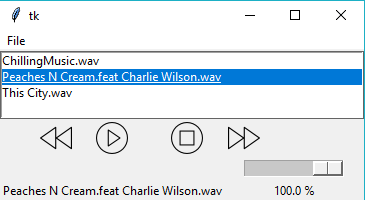 tk
File
ChillingMusic.wav
Peaches N Cream.feat Charlie Wilson.wav
This City.wav
Peaches N Cream.feat Charlie Wilson.wav 100.0 %